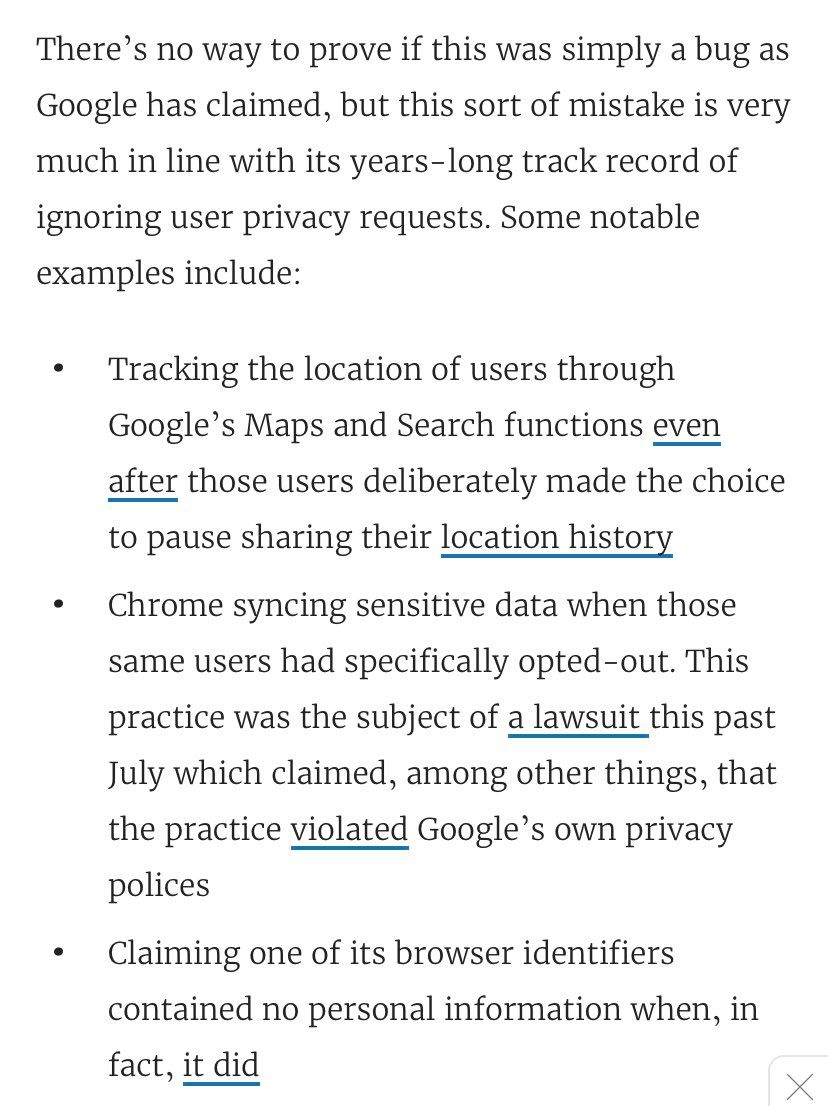 There’s no way to prove if this was simply a bug as
Google has claimed, but this sort of mistake is very
much in line with its years-long track record of
ignoring user privacy requests. Some notable
examples include:
• Tracking the location of users through
Google’s Maps and Search functions even
after those users deliberately made the choice
to pause sharing their location history
• Chrome syncing sensitive data when those
same users had specifically opted-out. This
practice was the subject of a lawsuit this past
July which claimed, among other things, that
the practice violated Google’s own privacy
polices
• Claiming one of its browser identifiers
contained no personal information when, in
fact, it did